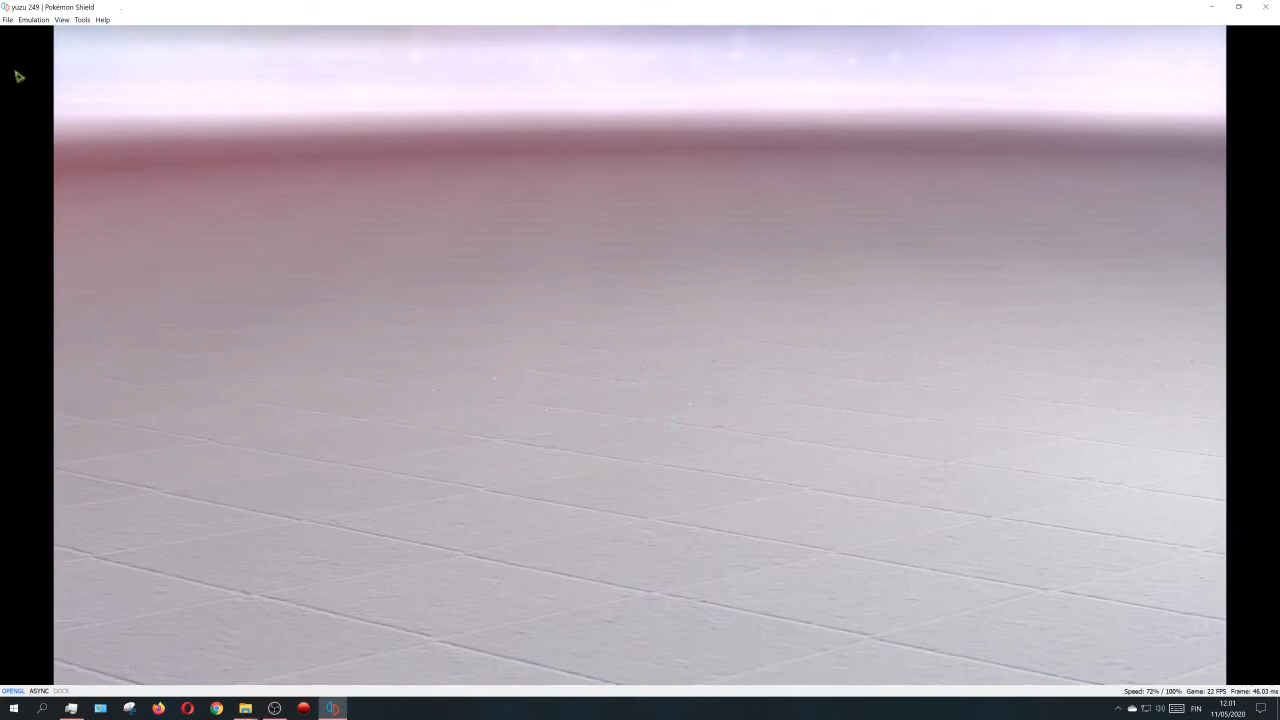 yuzu 249 | Pokémon Shield
File Emulation View Tools Help
OPENGL ASYNC DOCK
Speed: 72% / 100% Game: 22 FPS Frame: 46.03 ms
FIN
12.01
11/05/2020